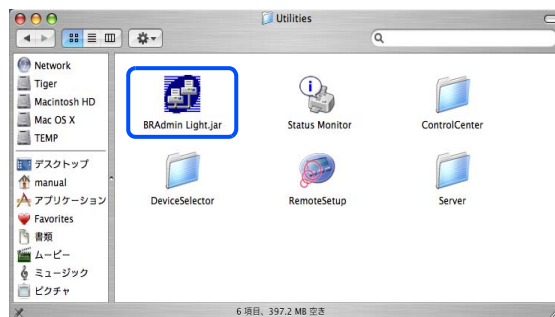 Utilities
Network
Tiger
Macintosh HD
Mac OS X
TEMP
デスクトップ
manual
アプリケーション
Favorites
書類
ムービー
ミュージック
ピクチャ
BRAdmin Light.jar
Status Monitor
ControlCenter
DeviceSelector
RemoteSetup
Server
6 項目、397.2 MB 空き